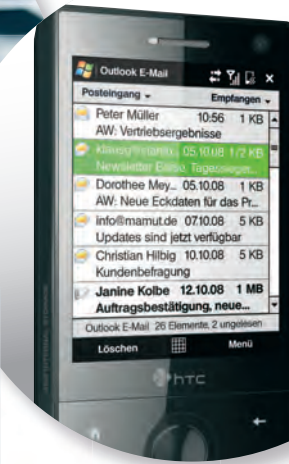 Outlook E-Mail
Posteingang Empfangen
Peter Müller 10:56 1 KB
AW: Vertriebsergebnisse
05.10.08 1/2 KB
Newsletter Börse, Tagessieger...
Dorothee Mey... 05.10.08 1 KB
AW: Neue Eckdaten für das Pr...
info@mamut.de 07.10.08 5 KB
Updates sind jetzt verfügbar
Christian Hilbig 10.10.08 5 KB
Kundenbefragung
Janine Kolbe 12.10.08 1 MB
Auftragsbestätigung, neue...
Outlook E-Mail 26 Elemente, 2 ungelesen
Löschen Menü
hTC